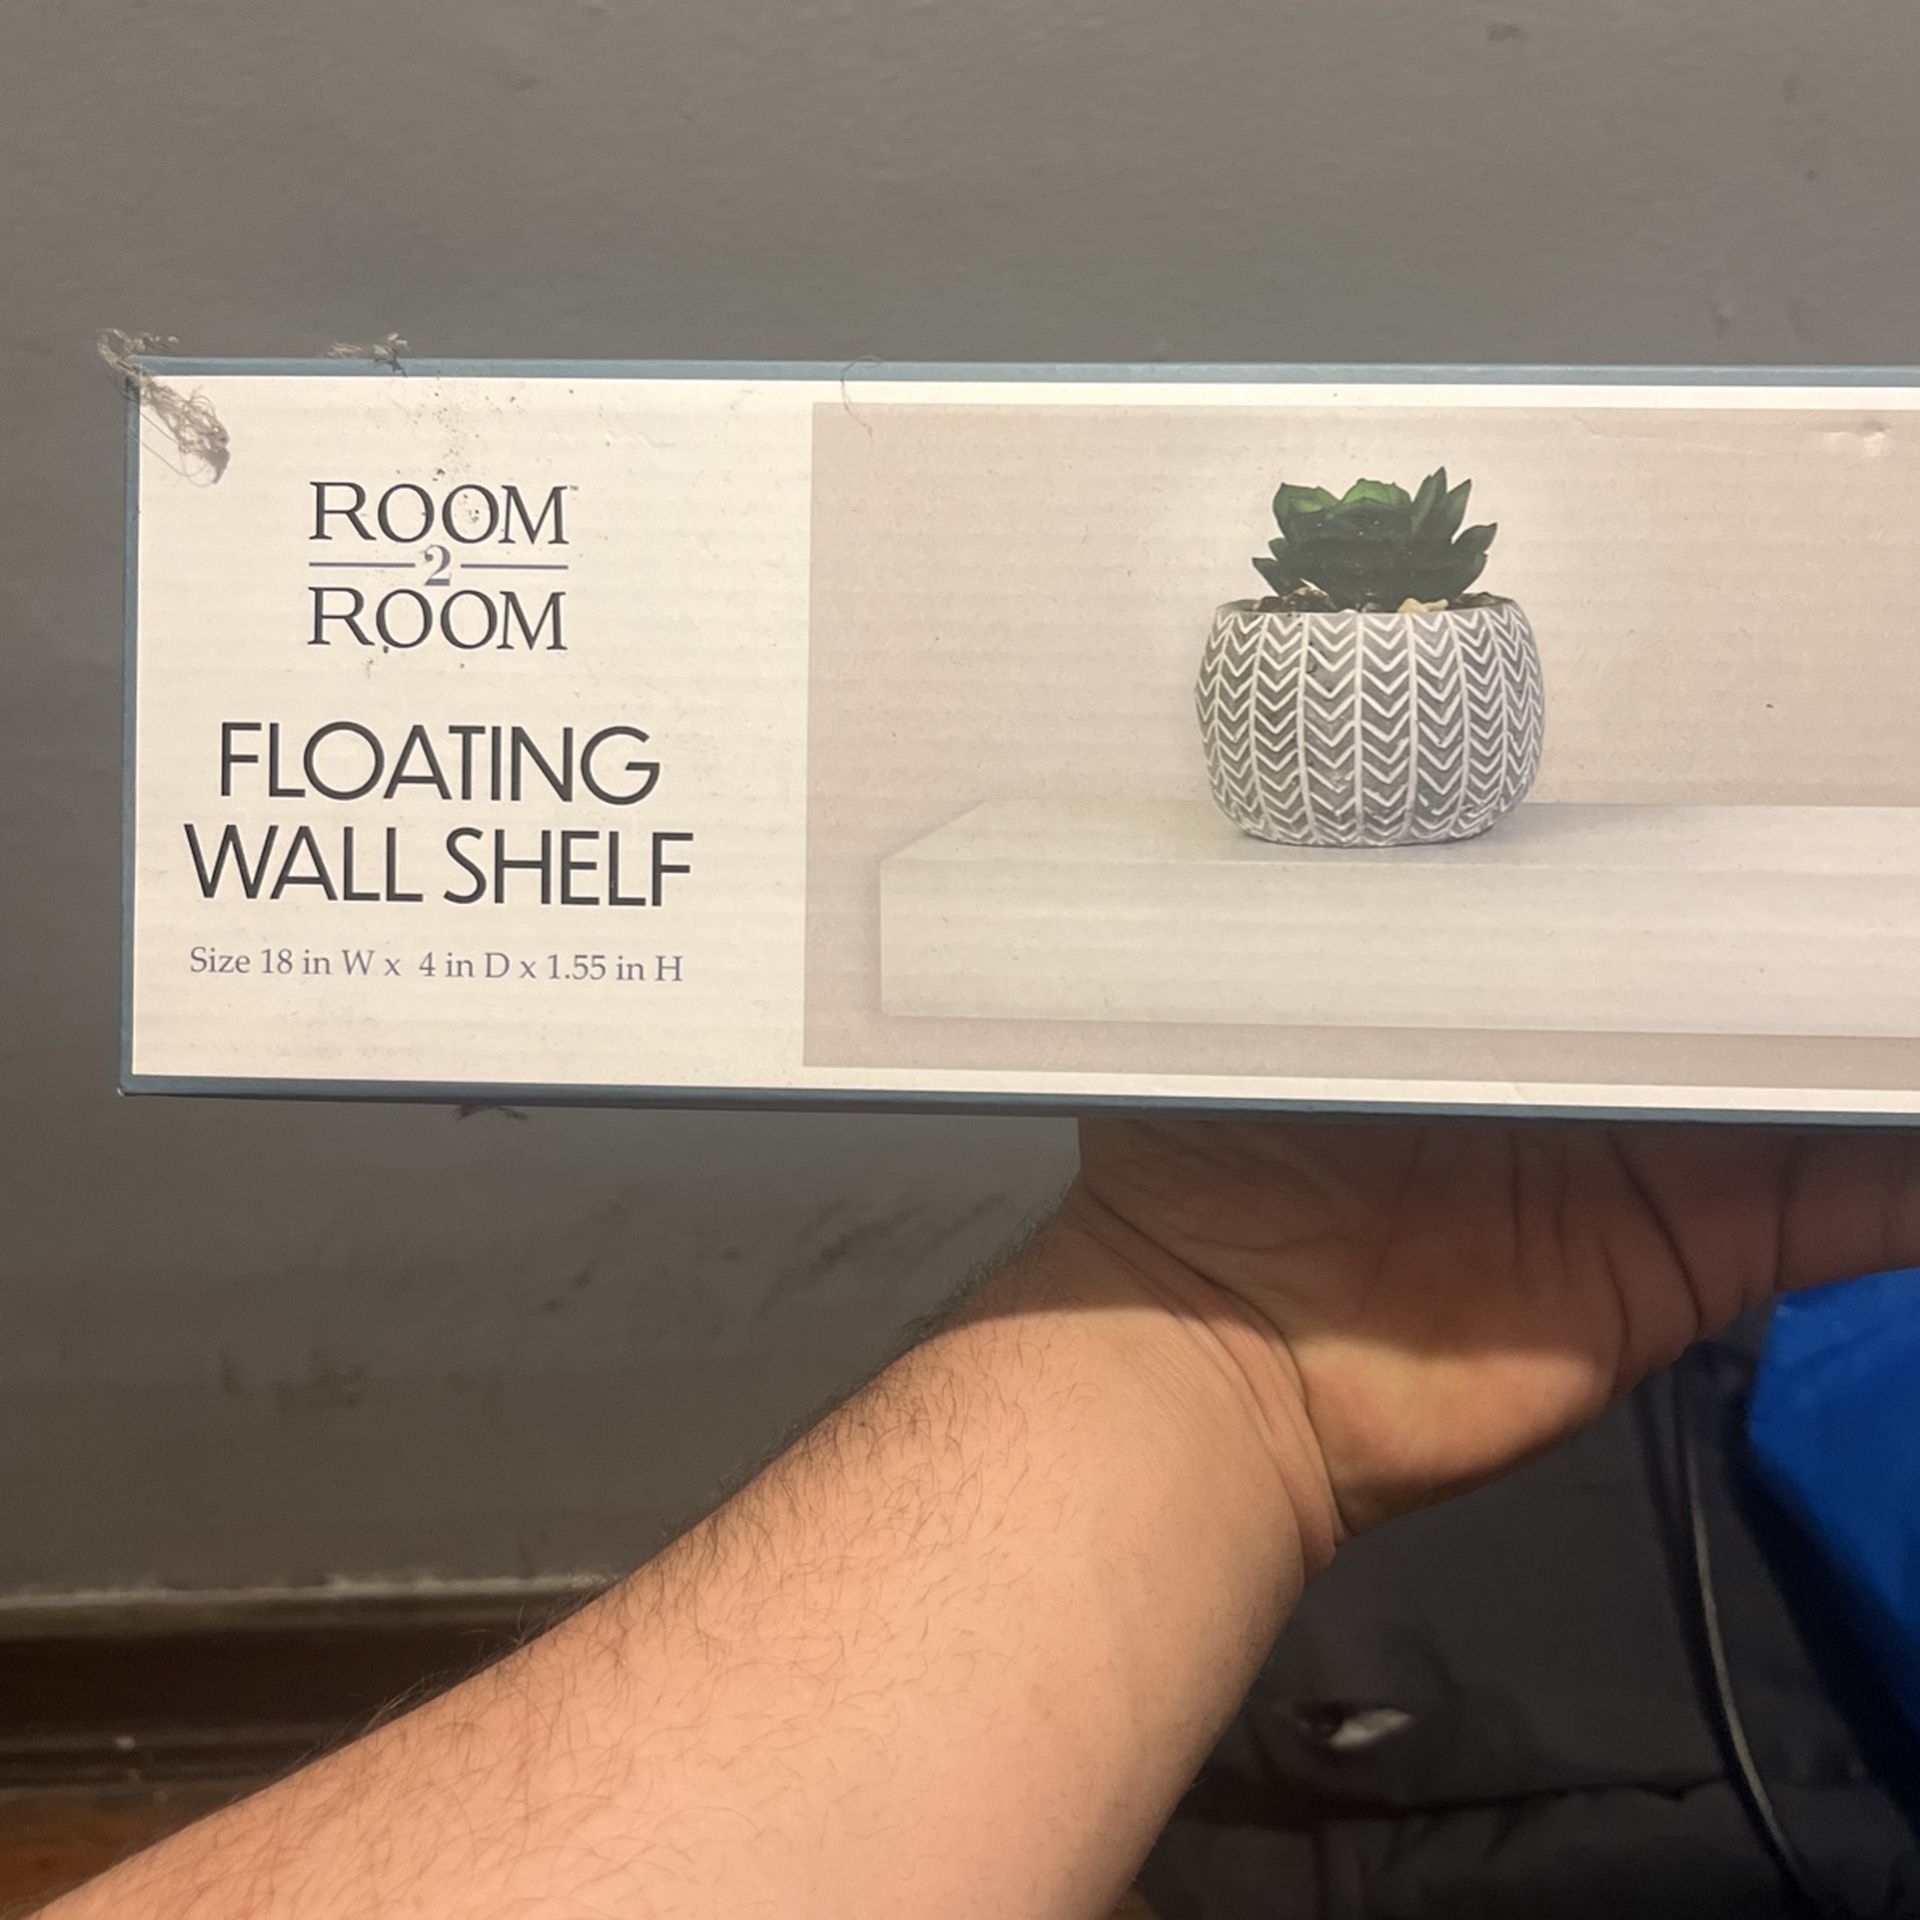 ROOM™
2
ROOM
FLOATING
WALL SHELF
Size 18 in W x 4 in D x 1.55 in H